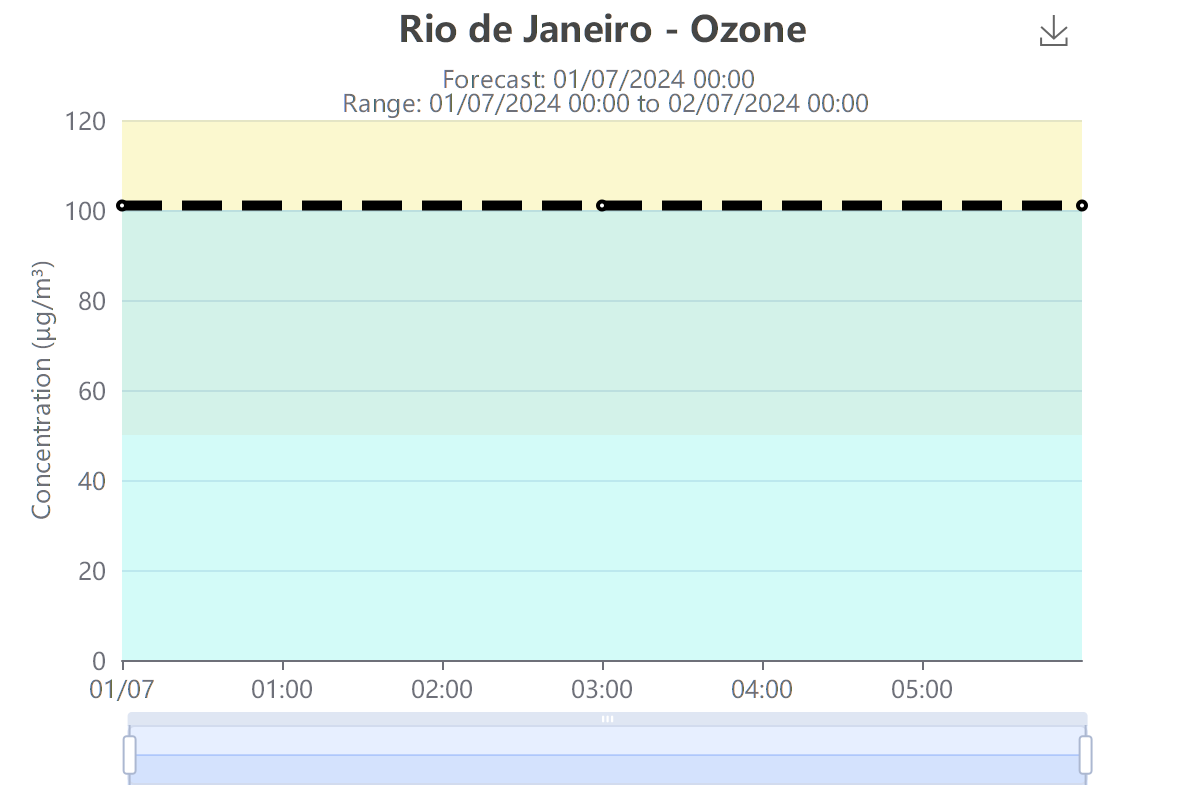 Rio de Janeiro - Ozone
Forecast: 01/07/2024 00:00
Range: 01/07/2024 00:00 to 02/07/2024 00:00
120
100
80
60
40
20
0
Concentration (µg/m³)
01/07 01:00 02:00 03:00 04:00 05:00